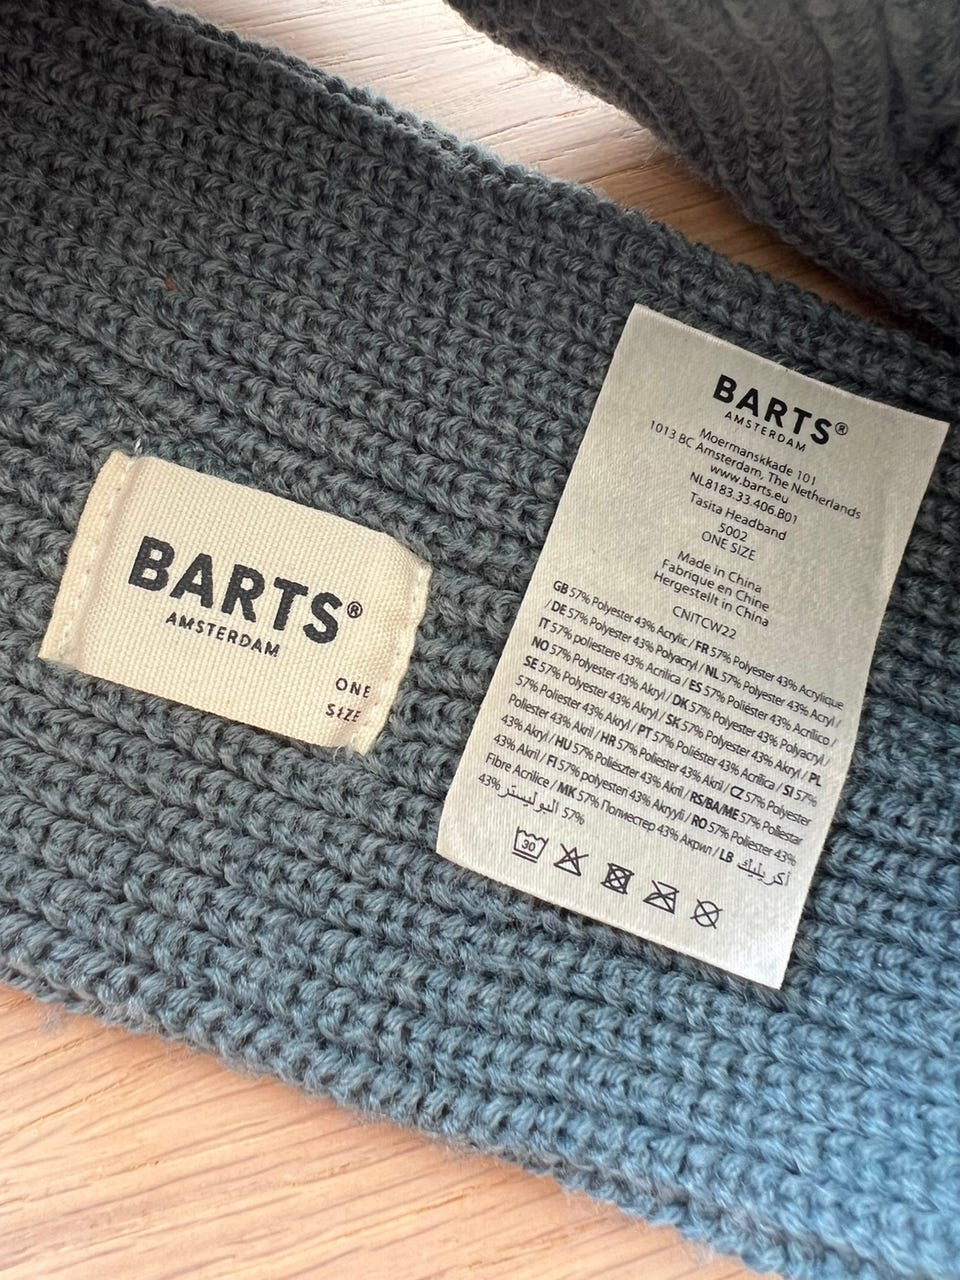 BARTS®
AMSTERDAM
ONE
SIZE
BARTS®
AMSTERDAM
Moermanskkade 101
1013 BC Amsterdam, The Netherlands
www.barts.eu
NL8183.33.406.B01
Tasita Headband
5002
ONE SIZE
Made in China
Fabrique en Chine
Hergestellt in China
CNITCW22
GB 57% Polyester 43% Acrylic / FR 57% Polyester 43% Acrylique
/ DE 57% Polyester 43% Polyacryl / NL 57% Polyester 43% Acryl /
IT 57% poliestere 43% Acrilica / ES 57% Poliéster 43% Acrílico /
NO 57% Polyester 43% Akryl / DK 57% Polyester 43% Polyacryl /
SE 57% Polyester 43% Akryl / SK 57% Polyester 43% Akryl / PL
57% Polyester 43% Akryl / PT 57% Poliéster 43% Acrilica / SI 57%
Poliester 43% Akril / HR 57% Poliester 43% Akril / CZ 57% Polyester
43% Akryl / HU 57% Poliészter 43% Akril / RS/BA/ME 57% Poliestar
43% Akril / FI 57% polyesteri 43% Akryyli / RO 57% Poliester 43%
Fibre Acrilice / MK 57% Полиестер 43% Акрил / LB أكريليك
43% البوليستر 57%
30